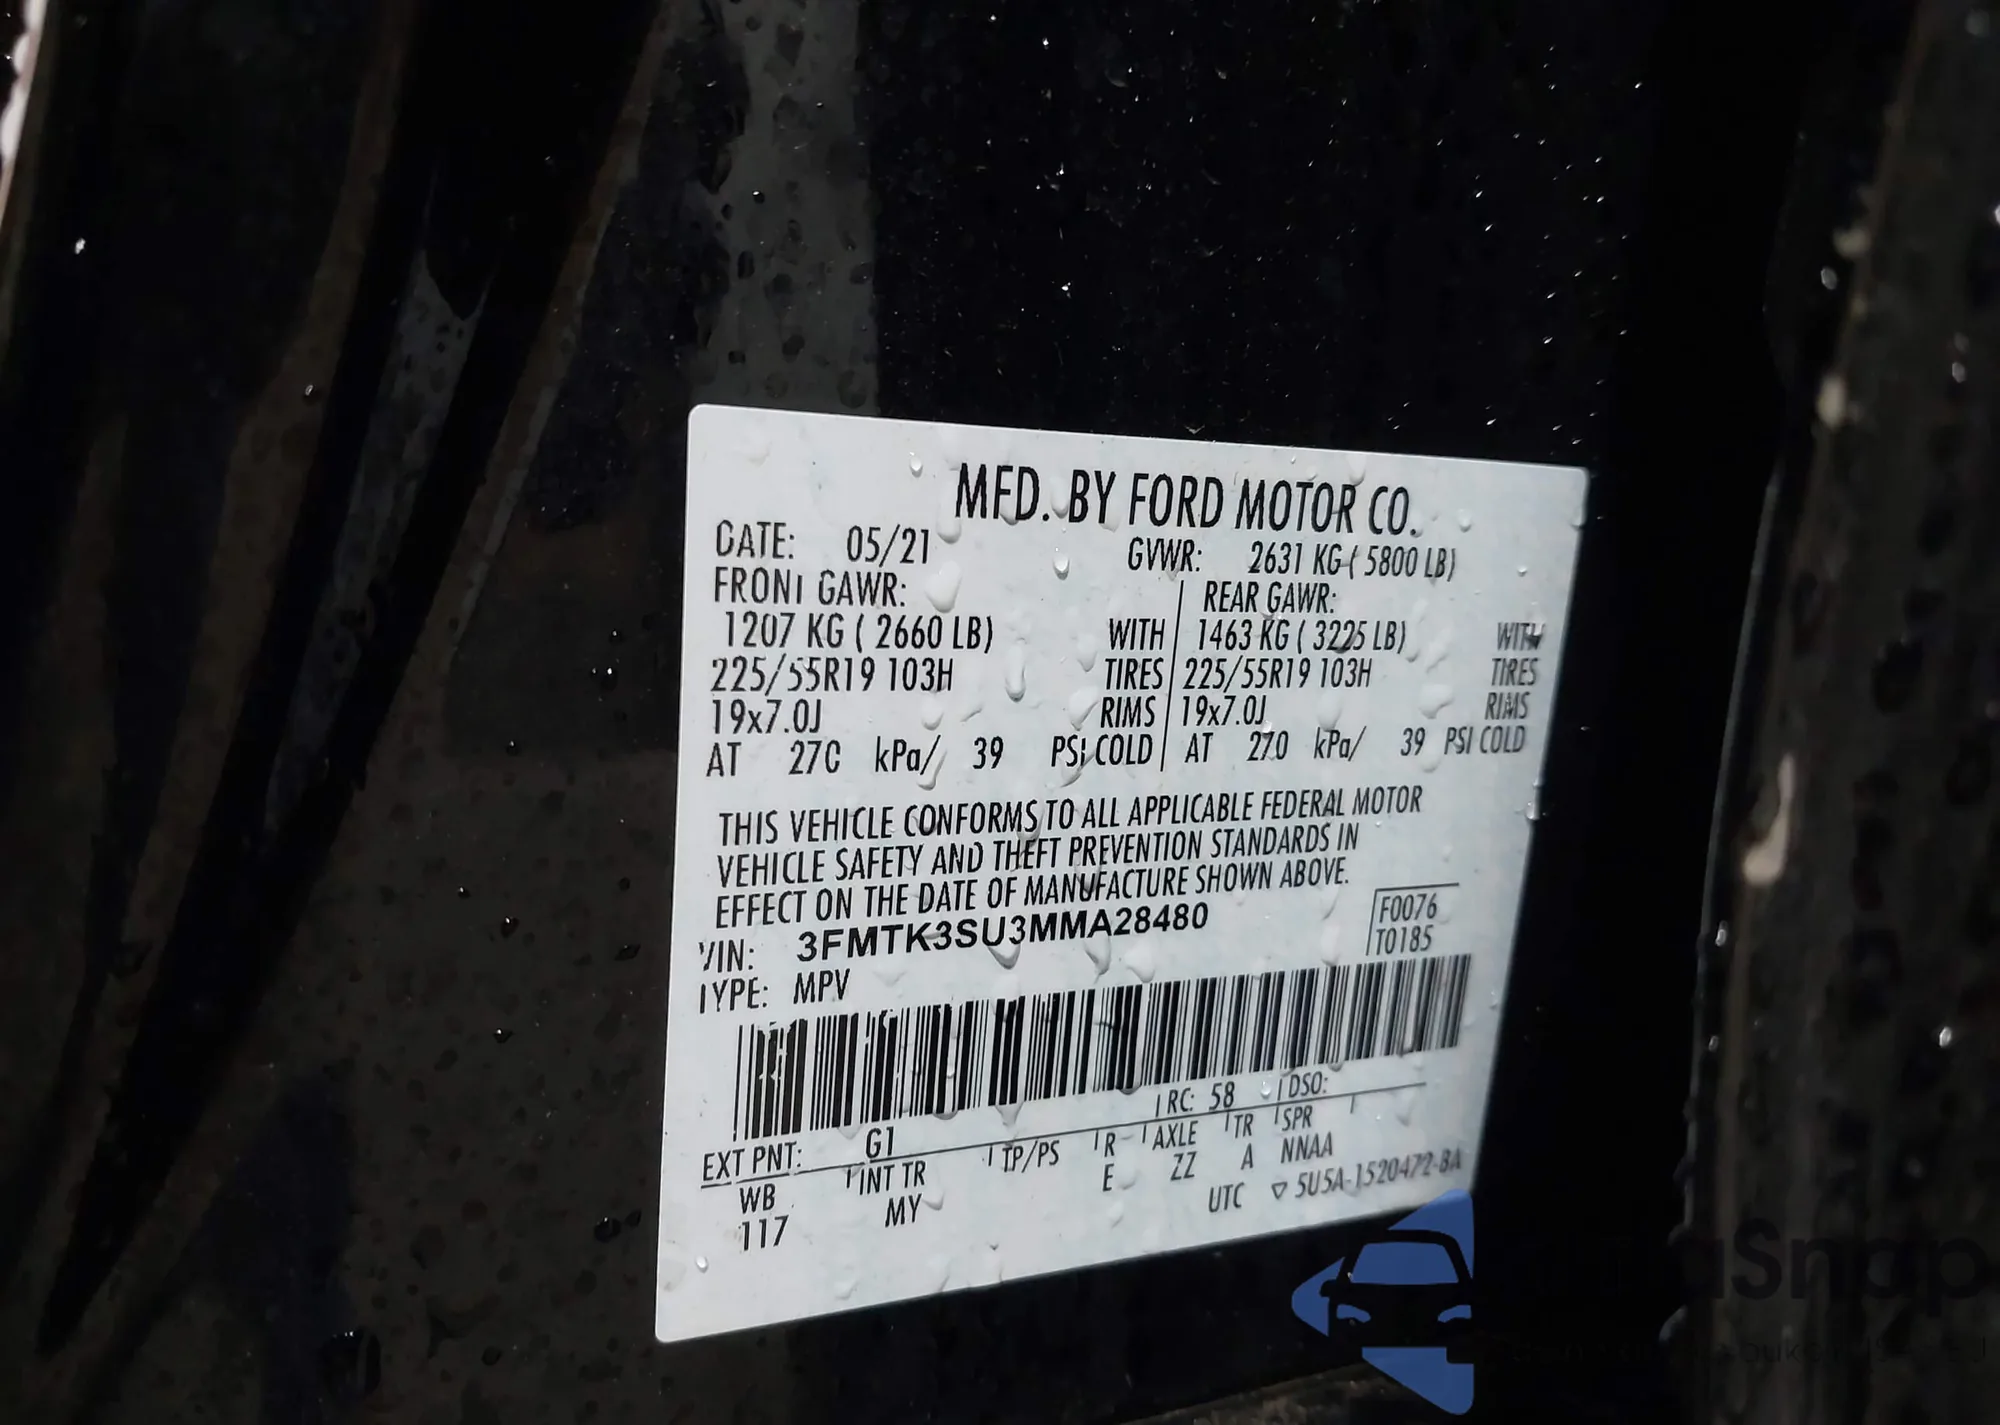 MFD. BY FORD MOTOR CO.
DATE: 05/21 GVWR: 2631 KG ( 5800 LB)
FRONT GAWR: REAR GAWR:
1207 KG ( 2660 LB) WITH 1463 KG ( 3225 LB) WITH
225/55R19 103H TIRES 225/55R19 103H TIRES
19x7.0J RIMS 19x7.0J RIMS
AT 270 kPa/ 39 PSI COLD AT 270 kPa/ 39 PSI COLD
THIS VEHICLE CONFORMS TO ALL APPLICABLE FEDERAL MOTOR
VEHICLE SAFETY AND THEFT PREVENTION STANDARDS IN
EFFECT ON THE DATE OF MANUFACTURE SHOWN ABOVE.
VIN: 3FMTK3SU3MMA28480 F0076
TYPE: MPV T0185
EXT PNT: G1 RC: 58 DSO:
WB INT TR TP/PS R AXLE TR SPR
117 MY E ZZ A NNAA
UTC ▽ 5U5A-1520472-BA